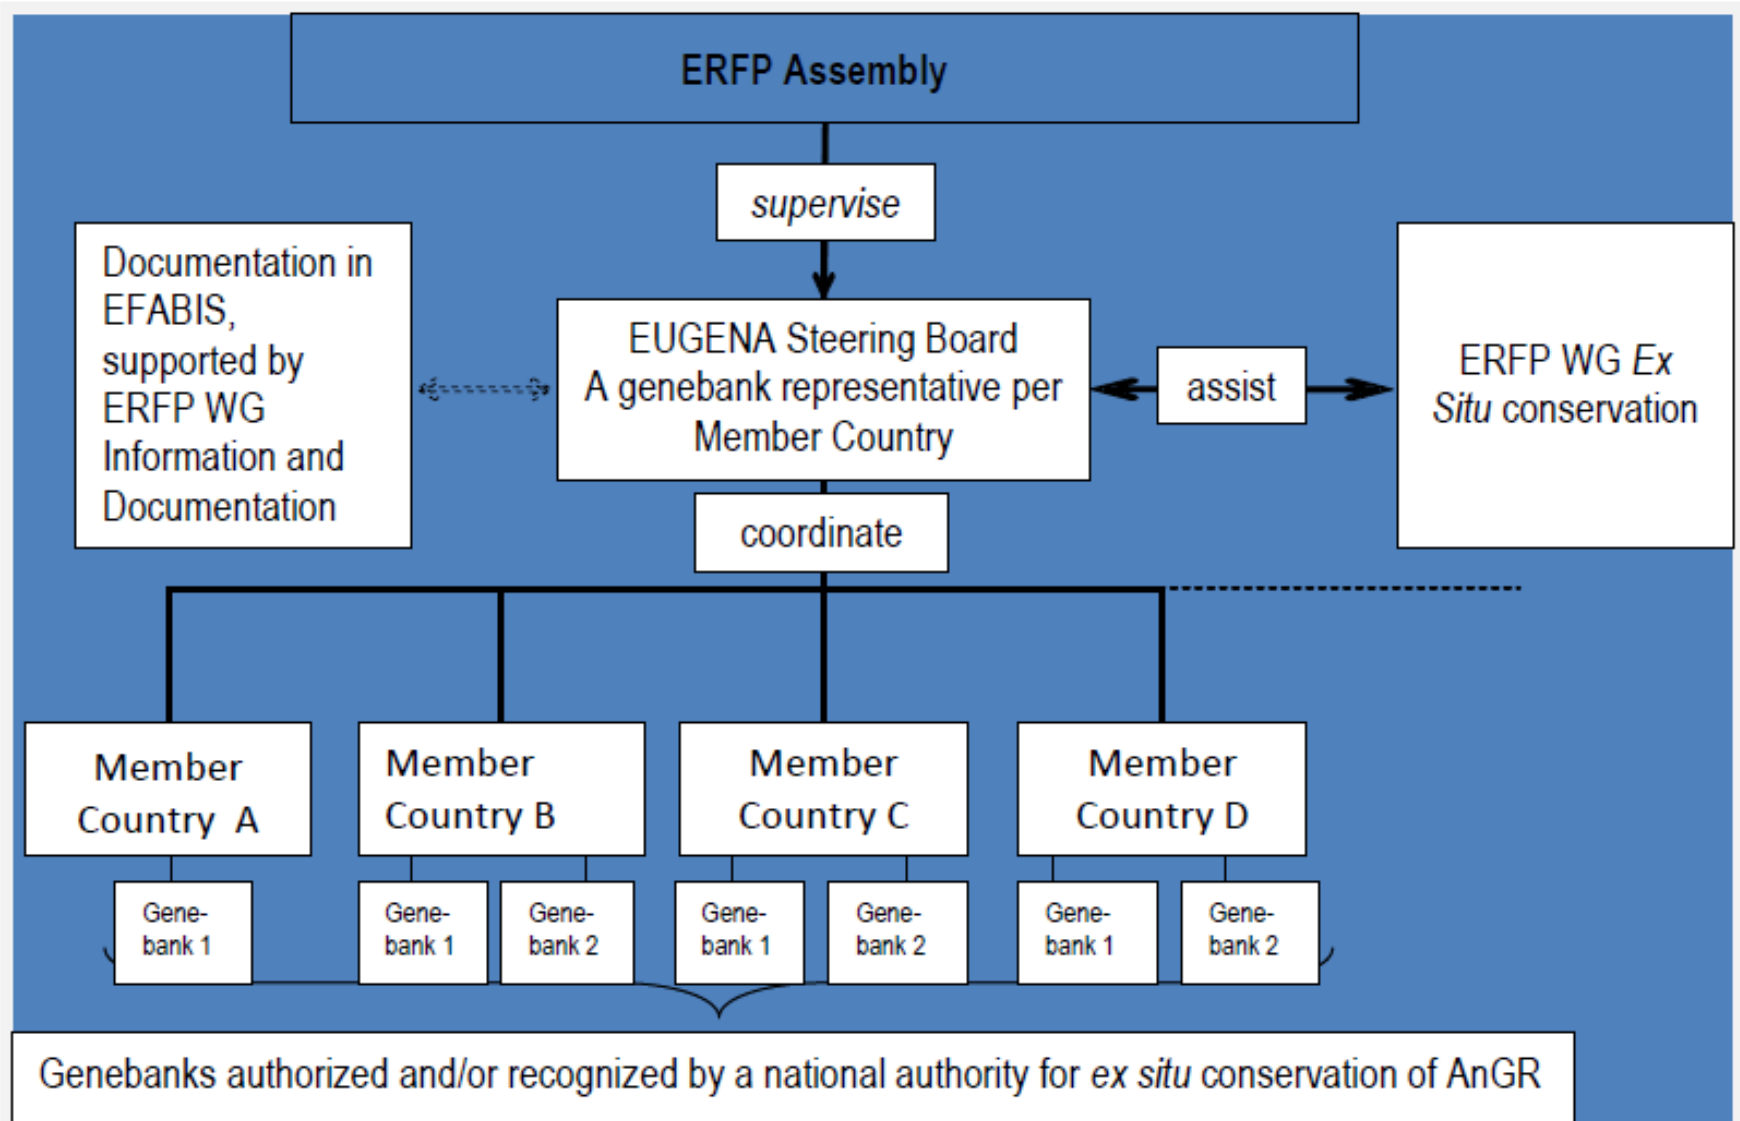 ERFP Assembly
supervise
Documentation in
EFABIS,
supported by
ERFP WG
Information and
Documentation
EUGENA Steering Board
A genebank representative per
Member Country
assist
ERFP WG Ex
Situ conservation
coordinate
Member
Country A
Member
Country B
Member
Country C
Member
Country D
Gene-
bank 1
Gene-
bank 1
Gene-
bank 2
Gene-
bank 1
Gene-
bank 2
Gene-
bank 1
Gene-
bank 2
Genebanks authorized and/or recognized by a national authority for ex situ conservation of AnGR